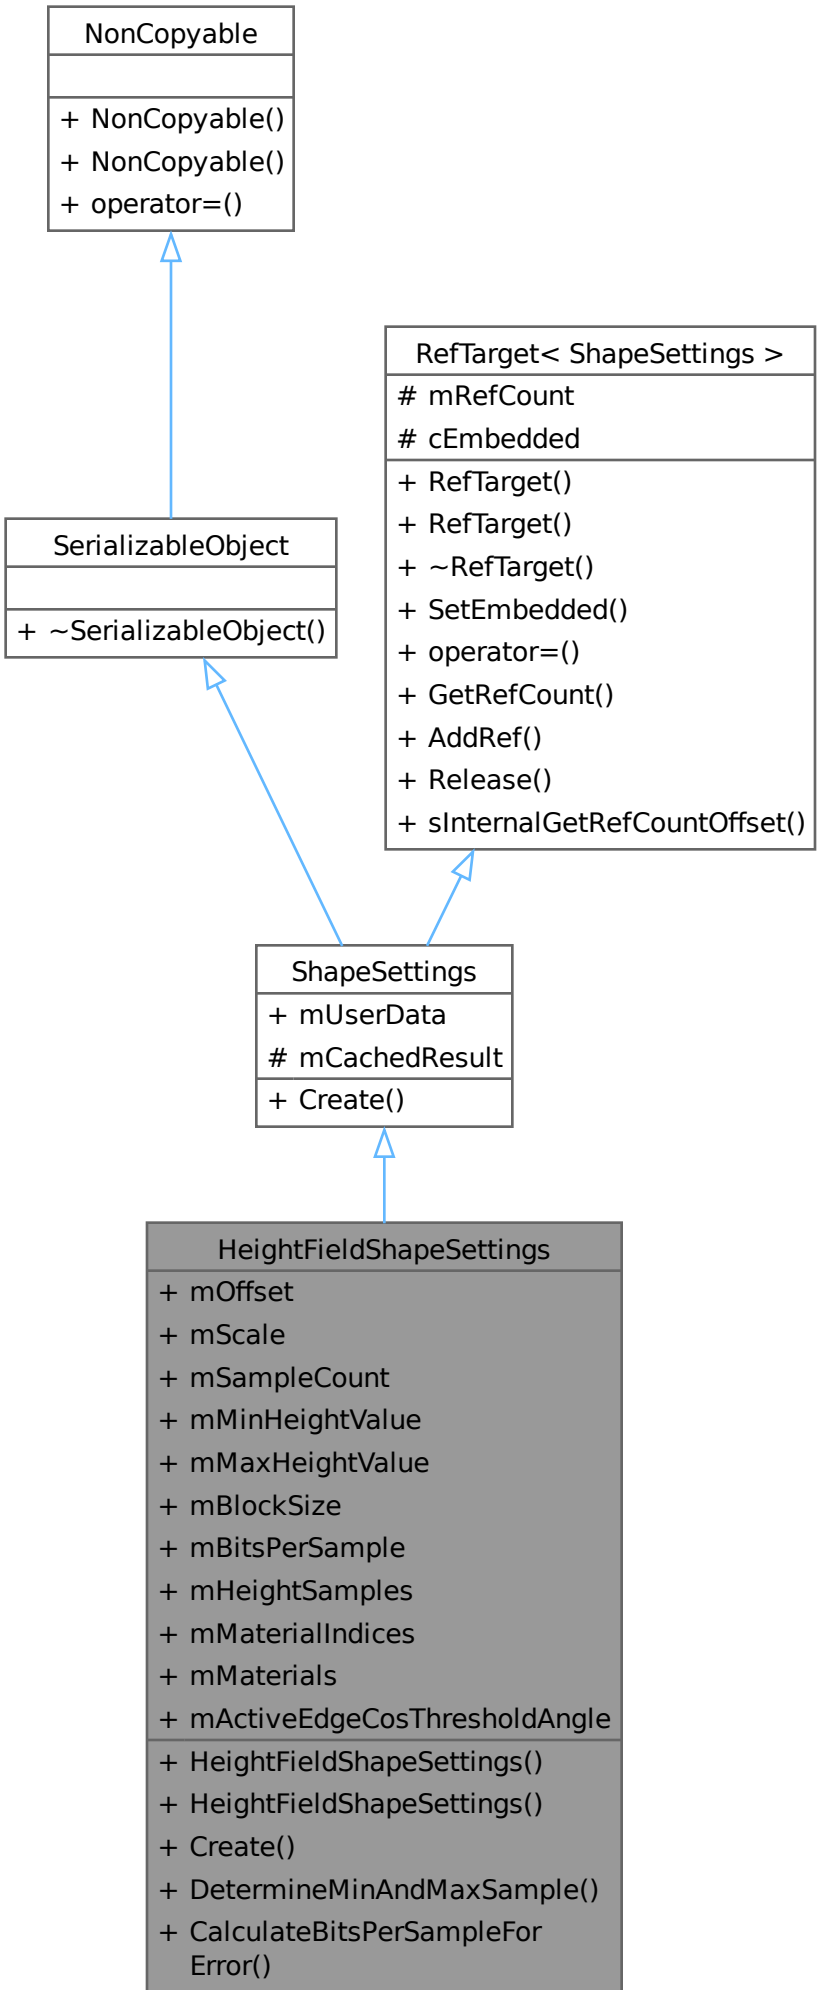 NonCopyable
+ NonCopyable()
+ NonCopyable()
+ operator=()
RefTarget< ShapeSettings >
# mRefCount
# cEmbedded
+ RefTarget()
+ RefTarget()
+ ~RefTarget()
+ SetEmbedded()
+ operator=()
+ GetRefCount()
+ AddRef()
+ Release()
+ sInternalGetRefCountOffset()
SerializableObject
+ ~SerializableObject()
ShapeSettings
+ mUserData
# mCachedResult
+ Create()
HeightFieldShapeSettings
+ mOffset
+ mScale
+ mSampleCount
+ mMinHeightValue
+ mMaxHeightValue
+ mBlockSize
+ mBitsPerSample
+ mHeightSamples
+ mMaterialIndices
+ mMaterials
+ mActiveEdgeCosThresholdAngle
+ HeightFieldShapeSettings()
+ HeightFieldShapeSettings()
+ Create()
+ DetermineMinAndMaxSample()
+ CalculateBitsPerSampleFor
Error()